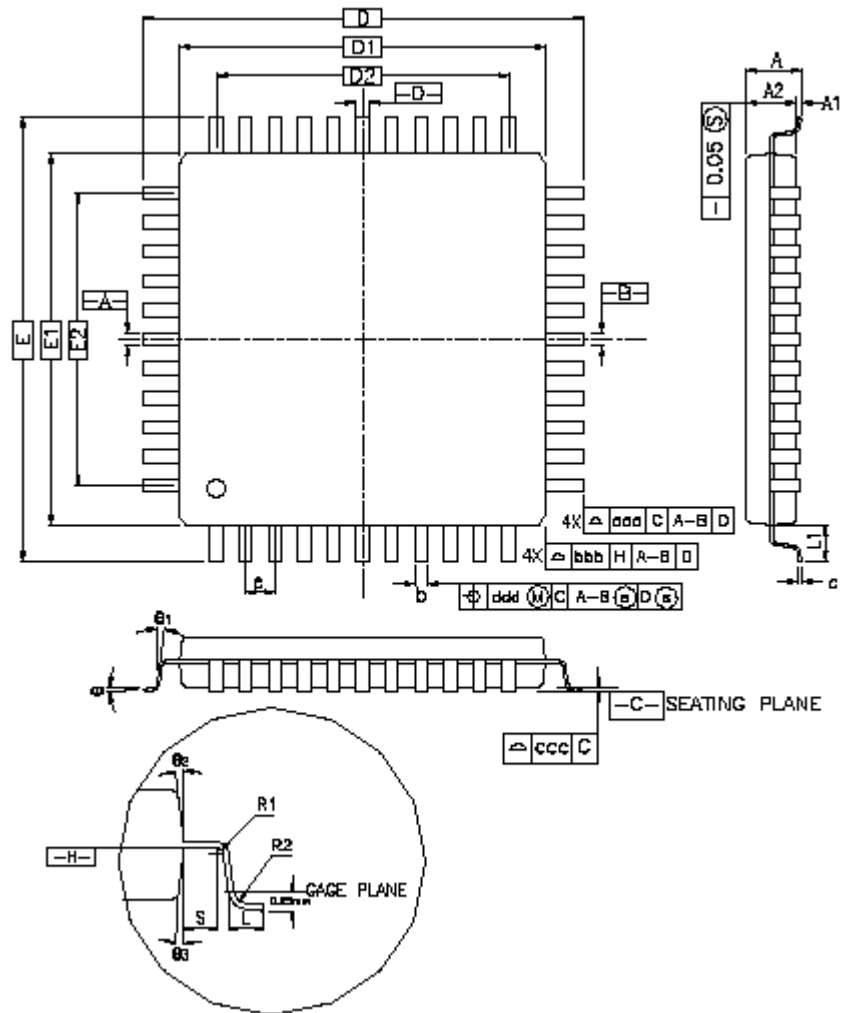 D
D1
D2
-D-
A
A2
A1
0.05 S
E
E1
E2
-A-
-B-
4X C A-B D
4X bbb H A-B D
e
b
ddd M C A-B S D S
L1
c
θ1
θ
-C- SEATING PLANE
ccc C
θ2
R1
-H-
R2
GAGE PLANE
S
L
θ3